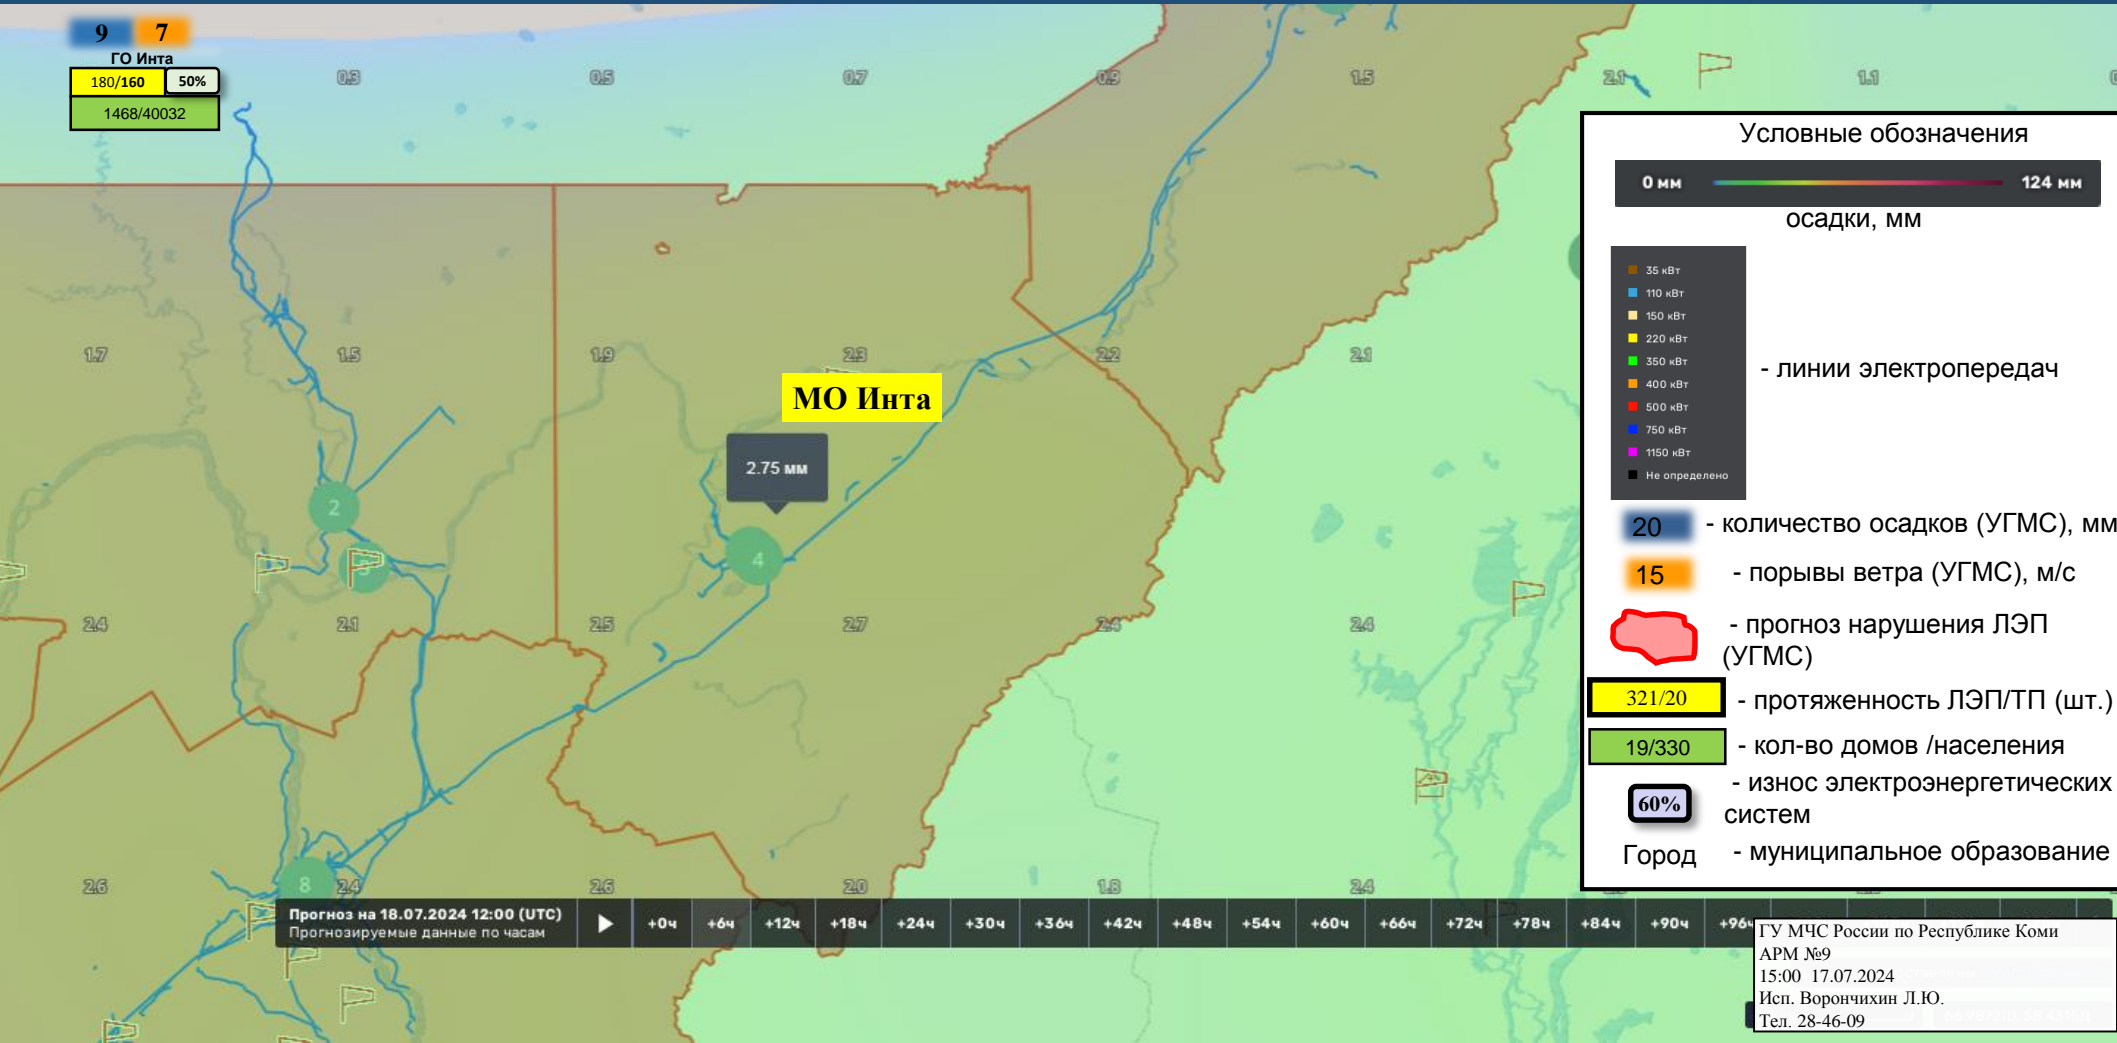 9 7
ГО Инта
180/160 50%
1468/40032
0.3 0.5 0.7 0.9 1.5 2.1 1.1
Условные обозначения
0 мм 124 мм
осадки, мм
35 кВт
110 кВт
150 кВт
220 кВт
350 кВт
400 кВт
500 кВт
750 кВт
1150 кВт
Не определено
- линии электропередач
1.7 1.5 1.9 2.3 2.2 2.1
МО Инта
2.75 мм
2
4
3
20 - количество осадков (УГМС), мм
15 - порывы ветра (УГМС), м/с
- прогноз нарушения ЛЭП
(УГМС)
2.4 2.1 2.5 2.7 2.4 2.4
321/20 - протяженность ЛЭП/ТП (шт.)
19/330 - кол-во домов /населения
60% - износ электроэнергетических
систем
Город - муниципальное образование
8
2.6 2.4 2.6 2.0 1.8 2.4
Прогноз на 18.07.2024 12:00 (UTC)
Прогнозируемые данные по часам
+0ч +6ч +12ч +18ч +24ч +30ч +36ч +42ч +48ч +54ч +60ч +66ч +72ч +78ч +84ч +90ч +96ч
ГУ МЧС России по Республике Коми
АРМ №9
15:00 17.07.2024
Исп. Ворончихин Л.Ю.
Тел. 28-46-09